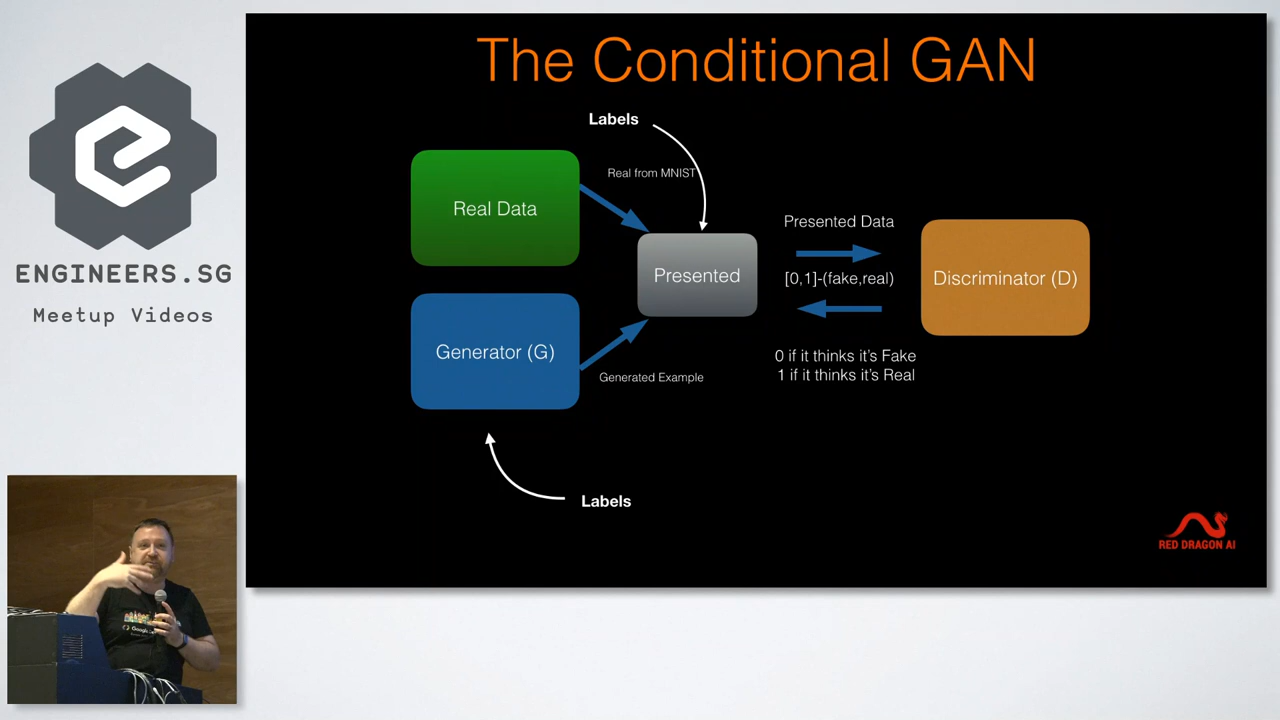 The Conditional GAN
Labels
Real from MNIST
Real Data
Presented Data
Presented
[0,1]-(fake,real)
Discriminator (D)
Generator (G)
Generated Example
0 if it thinks it's Fake
1 if it thinks it's Real
Labels
RED DRAGON AI
ENGINEERS.SG
Meetup Videos